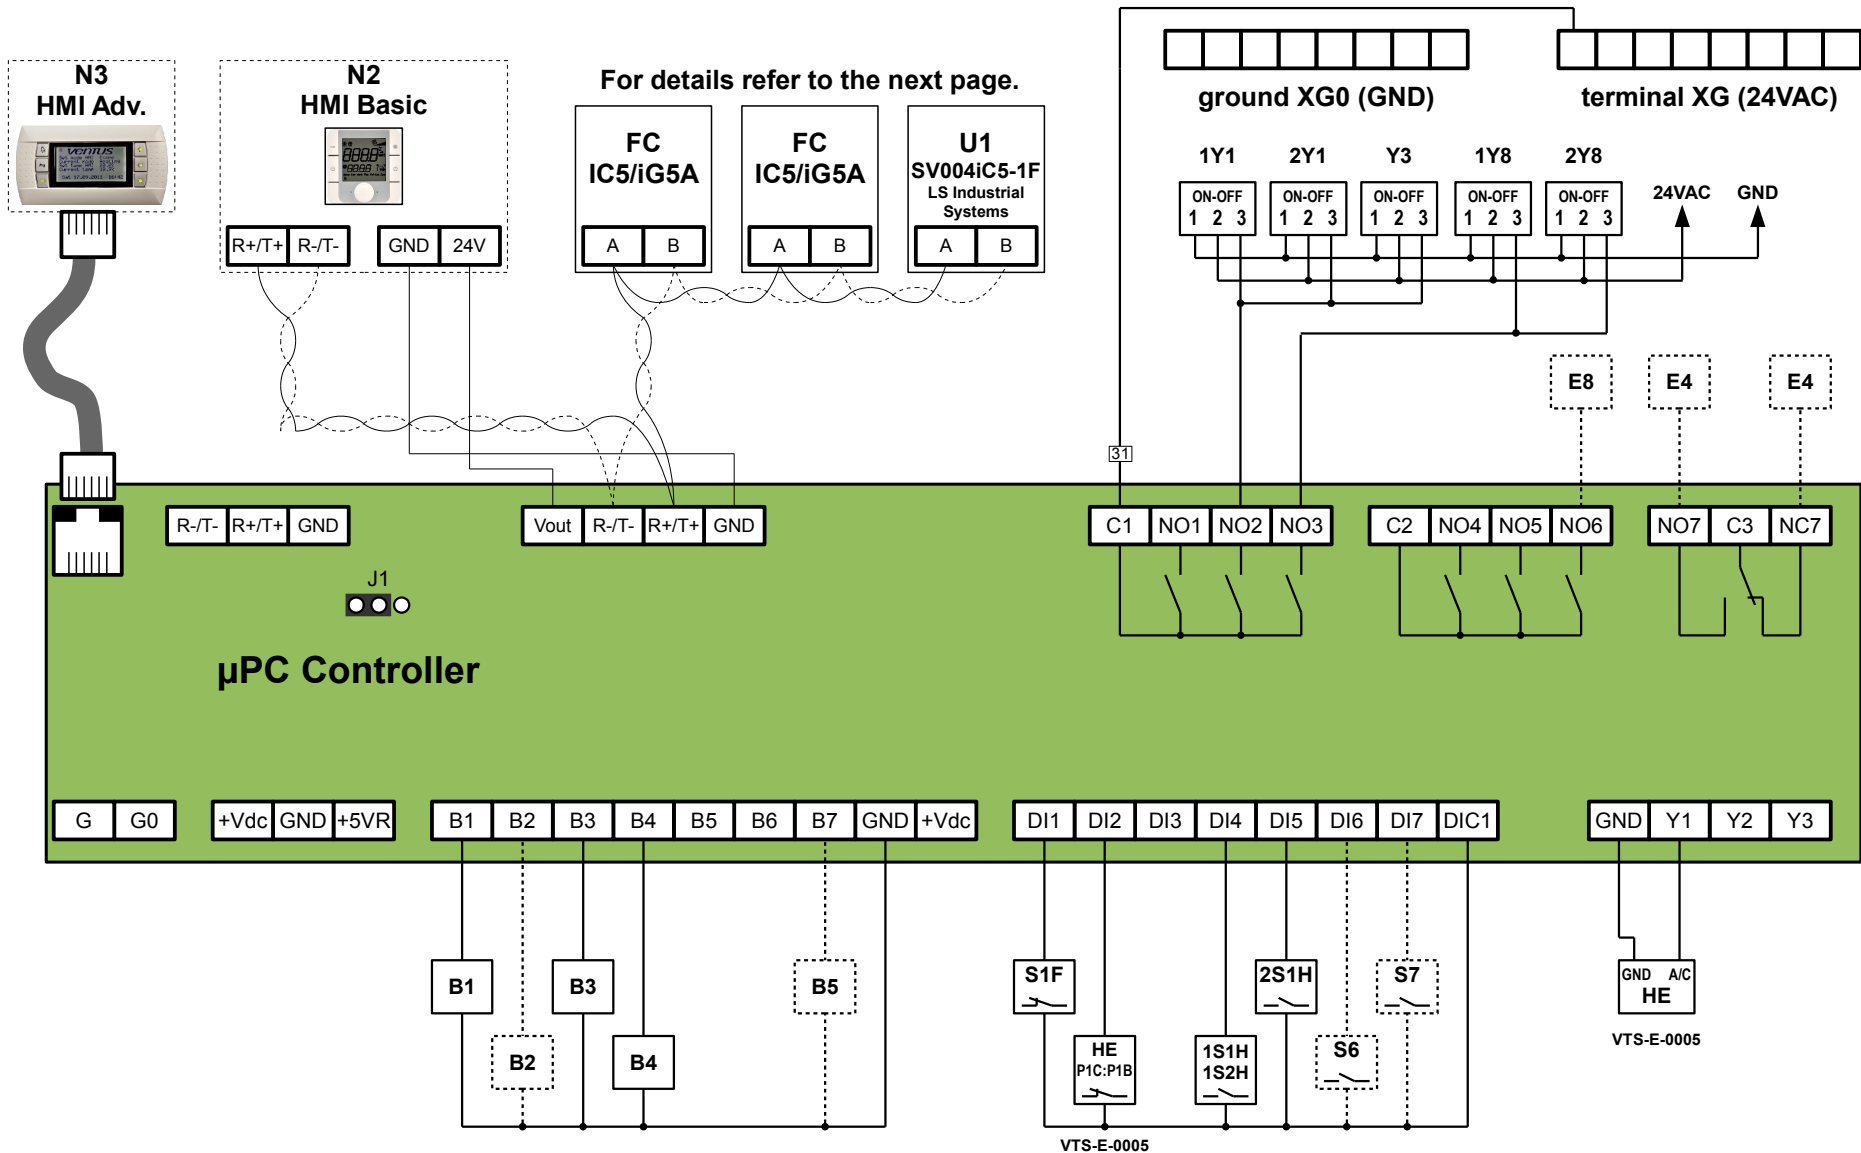 N3
HMI Adv.
VENTUS
N2
HMI Basic
R+/T+ R-/T- GND 24V
For details refer to the next page.
FC
IC5/iG5A
A B
FC
IC5/iG5A
A B
U1
SV004iC5-1F
LS Industrial
Systems
A B
ground XG0 (GND)
terminal XG (24VAC)
1Y1 2Y1 Y3 1Y8 2Y8
ON-OFF ON-OFF ON-OFF ON-OFF ON-OFF
1 2 3 1 2 3 1 2 3 1 2 3 1 2 3
24VAC GND
E8 E4 E4
31
R-/T- R+/T+ GND
Vout R-/T- R+/T+ GND
C1 NO1 NO2 NO3
C2 NO4 NO5 NO6
NO7 C3 NC7
J1
µPC Controller
G G0
+Vdc GND +5VR
B1 B2 B3 B4 B5 B6 B7 GND +Vdc
DI1 DI2 DI3 DI4 DI5 DI6 DI7 DIC1
GND Y1 Y2 Y3
B1 B3 B5
B2 B4
S1F 2S1H S7
HE
P1C:P1B
1S1H
1S2H
S6
VTS-E-0005
GND A/C
HE
VTS-E-0005